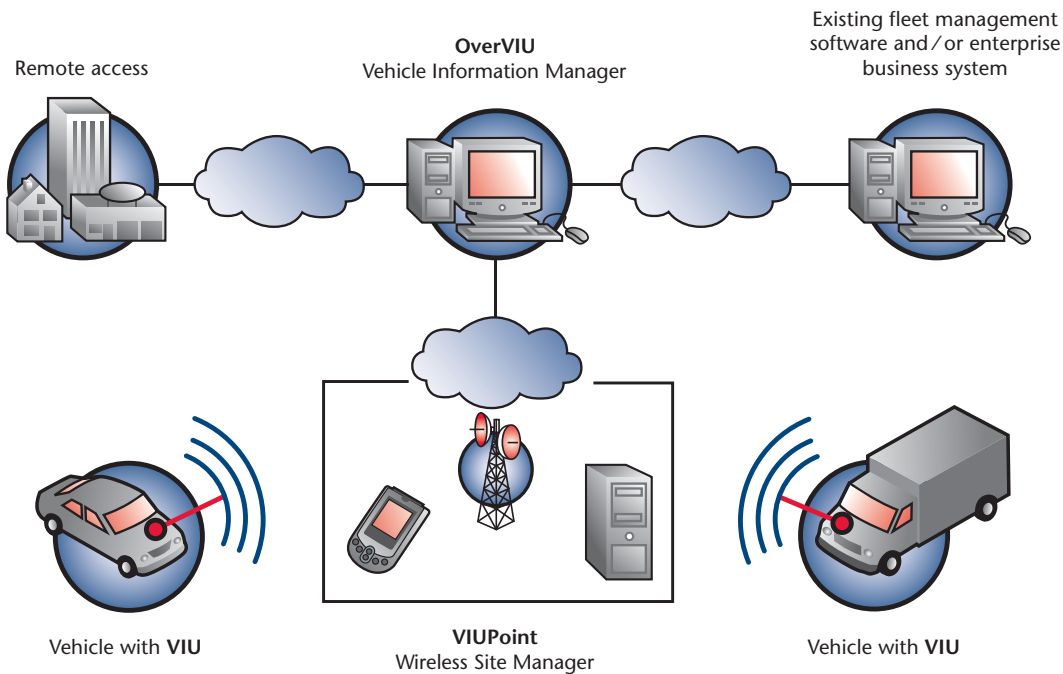 Remote access
OverVIU
Vehicle Information Manager
Existing fleet management
software and/or enterprise
business system
Vehicle with VIU
VIUPoint
Wireless Site Manager
Vehicle with VIU